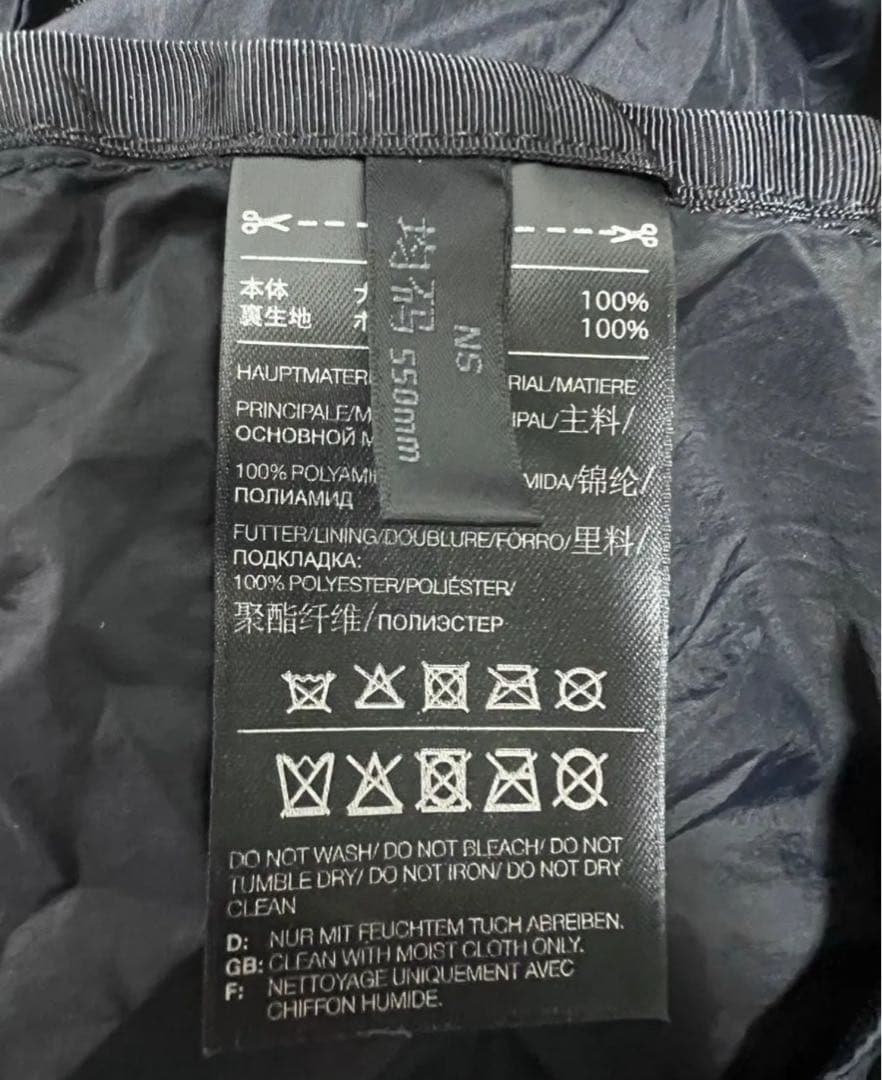 本体 ナ 100%
裏生地 ポ 100%
HAUPTMATERI RIAL/MATIERE
PRINCIPALE/M IPAL/主料/
ОСНОВНОЙ М
100% POLYAMI MIDA/锦纶/
ПОЛИАМИД
FUTTER/LINING/DOUBLURE/FORRO/里料/
ПОДКЛАДКА:
100% POLYESTER/POLIÉSTER/
聚酯纤维/ПОЛИЭСТЕР
DO NOT WASH/ DO NOT BLEACH/ DO NOT
TUMBLE DRY/ DO NOT IRON/ DO NOT DRY
CLEAN
D: NUR MIT FEUCHTEM TUCH ABREIBEN.
GB: CLEAN WITH MOIST CLOTH ONLY.
F: NETTOYAGE UNIQUEMENT AVEC
CHIFFON HUMIDE.
NS
550mm